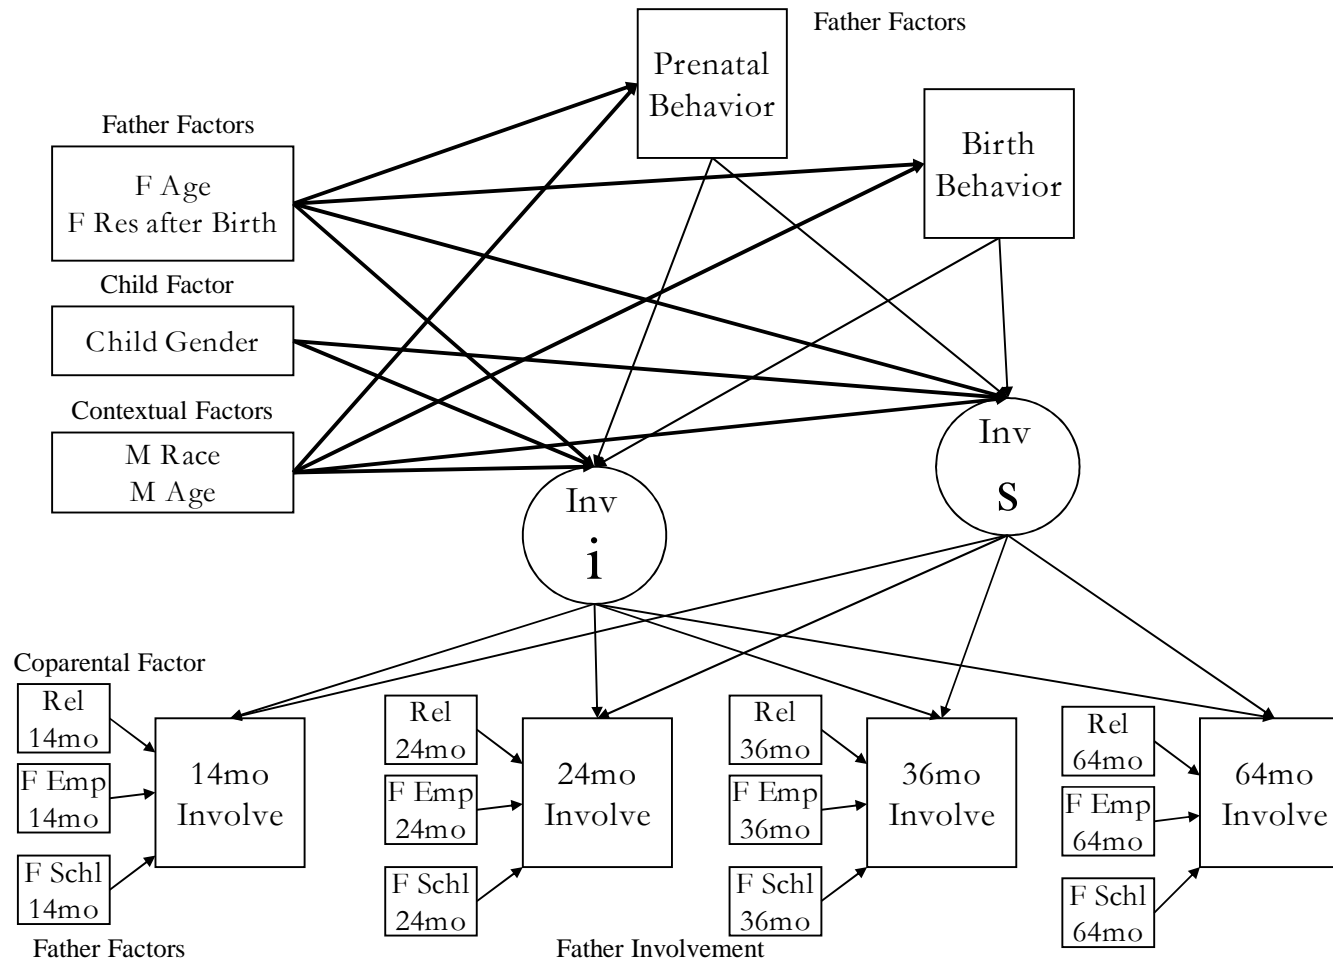 Father Factors
Prenatal
Behavior
Father Factors
Birth
Behavior
F Age
F Res after Birth
Child Factor
Child Gender
Contextual Factors
M Race
M Age
Inv
s
Inv
i
Coparental Factor
Rel
14mo
F Emp
14mo
F Schl
14mo
14mo
Involve
Rel
24mo
F Emp
24mo
F Schl
24mo
24mo
Involve
Rel
36mo
F Emp
36mo
F Schl
36mo
36mo
Involve
Rel
64mo
F Emp
64mo
F Schl
64mo
64mo
Involve
Father Factors
Father Involvement